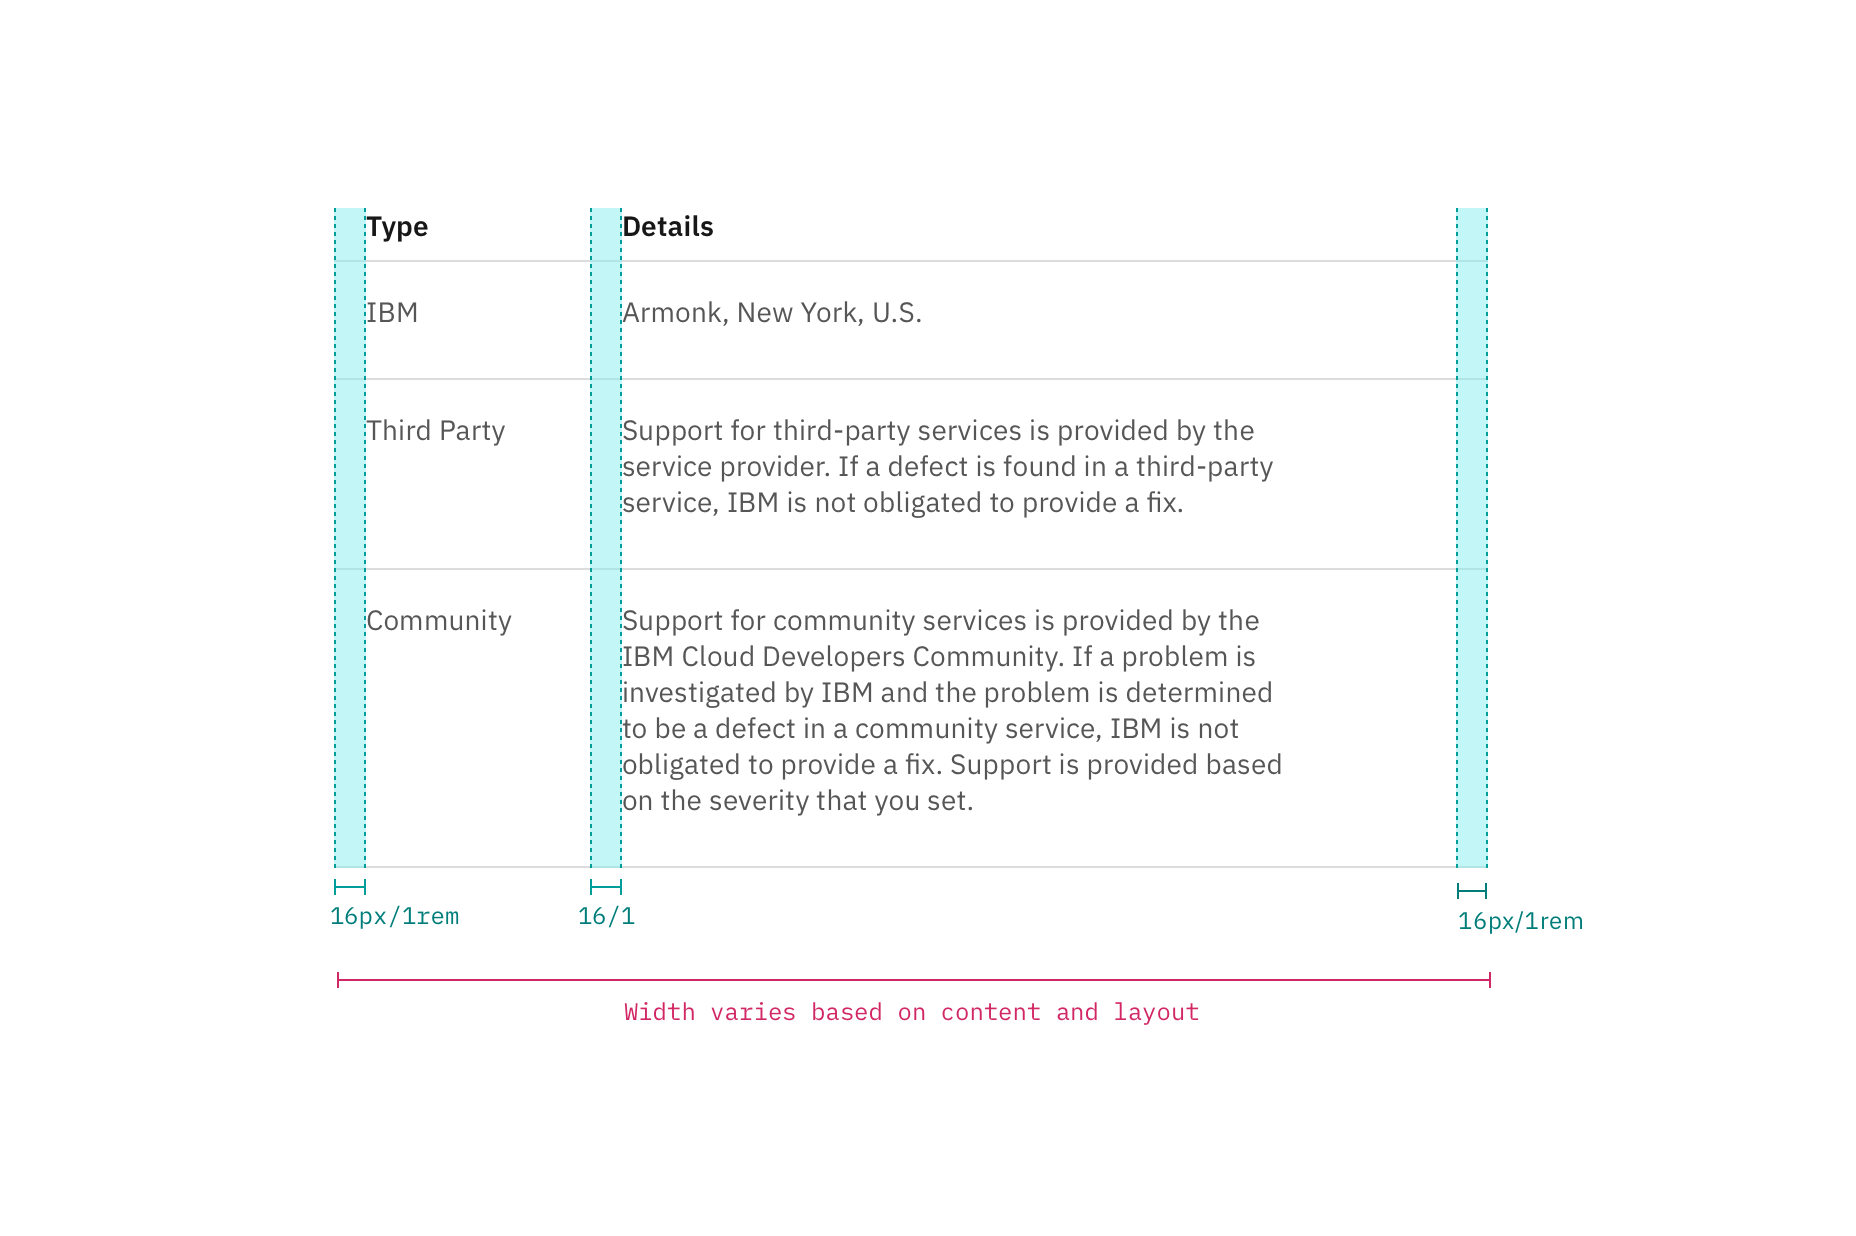 Type
Details
IBM
Armonk, New York, U.S.
Third Party
Support for third-party services is provided by the
service provider. If a defect is found in a third-party
service, IBM is not obligated to provide a fix.
Community
Support for community services is provided by the
IBM Cloud Developers Community. If a problem is
investigated by IBM and the problem is determined
to be a defect in a community service, IBM is not
obligated to provide a fix. Support is provided based
on the severity that you set.
16px/1rem
16/1
16px/1rem
Width varies based on content and layout